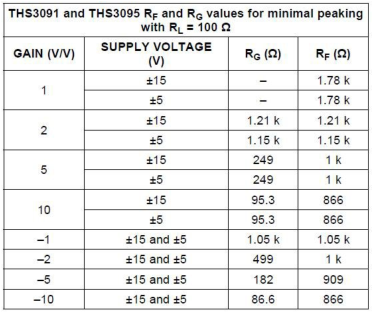 THS3091 and THS3095 RF and RG values for minimal peaking
with RL = 100 Ω
GAIN (V/V) SUPPLY VOLTAGE (V) RG (Ω) RF (Ω)
1 ±15 – 1.78 k
±5 – 1.78 k
2 ±15 1.21 k 1.21 k
±5 1.15 k 1.15 k
5 ±15 249 1 k
±5 249 1 k
10 ±15 95.3 866
±5 95.3 866
–1 ±15 and ±5 1.05 k 1.05 k
–2 ±15 and ±5 499 1 k
–5 ±15 and ±5 182 909
–10 ±15 and ±5 86.6 866